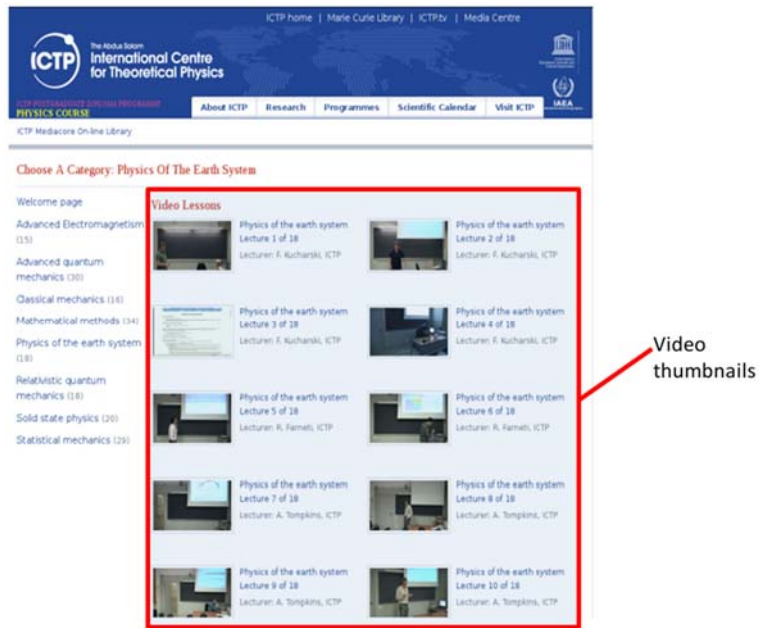 ICTP home | Marie Curie Library | ICTP.tv | Media Centre
ICTP
The Abdus Salam
International Centre
for Theoretical Physics
IAEA
ICTP POSTGRADUATE DIPLOMA PROGRAMME
PHYSICS COURSE
About ICTP Research Programmes Scientific Calendar Visit ICTP
ICTP Mediacore On-line Library
Choose A Category: Physics Of The Earth System
Welcome page
Advanced Electromagnetism
(15)
Advanced quantum
mechanics (30)
Classical mechanics (16)
Mathematical methods (34)
Physics of the earth system
(18)
Relativistic quantum
mechanics (18)
Solid state physics (20)
Statistical mechanics (29)
Video Lessons
Physics of the earth system
Lecture 1 of 18
Lecturer: F. Kucharski, ICTP
Physics of the earth system
Lecture 2 of 18
Lecturer: F. Kucharski, ICTP
Physics of the earth system
Lecture 3 of 18
Lecturer: F. Kucharski, ICTP
Physics of the earth system
Lecture 4 of 18
Lecturer: F. Kucharski, ICTP
Physics of the earth system
Lecture 5 of 18
Lecturer: R. Farneti, ICTP
Physics of the earth system
Lecture 6 of 18
Lecturer: R. Farneti, ICTP
Physics of the earth system
Lecture 7 of 18
Lecturer: A. Tompkins, ICTP
Physics of the earth system
Lecture 8 of 18
Lecturer: A. Tompkins, ICTP
Physics of the earth system
Lecture 9 of 18
Lecturer: A. Tompkins, ICTP
Physics of the earth system
Lecture 10 of 18
Lecturer: A. Tompkins, ICTP
Video
thumbnails